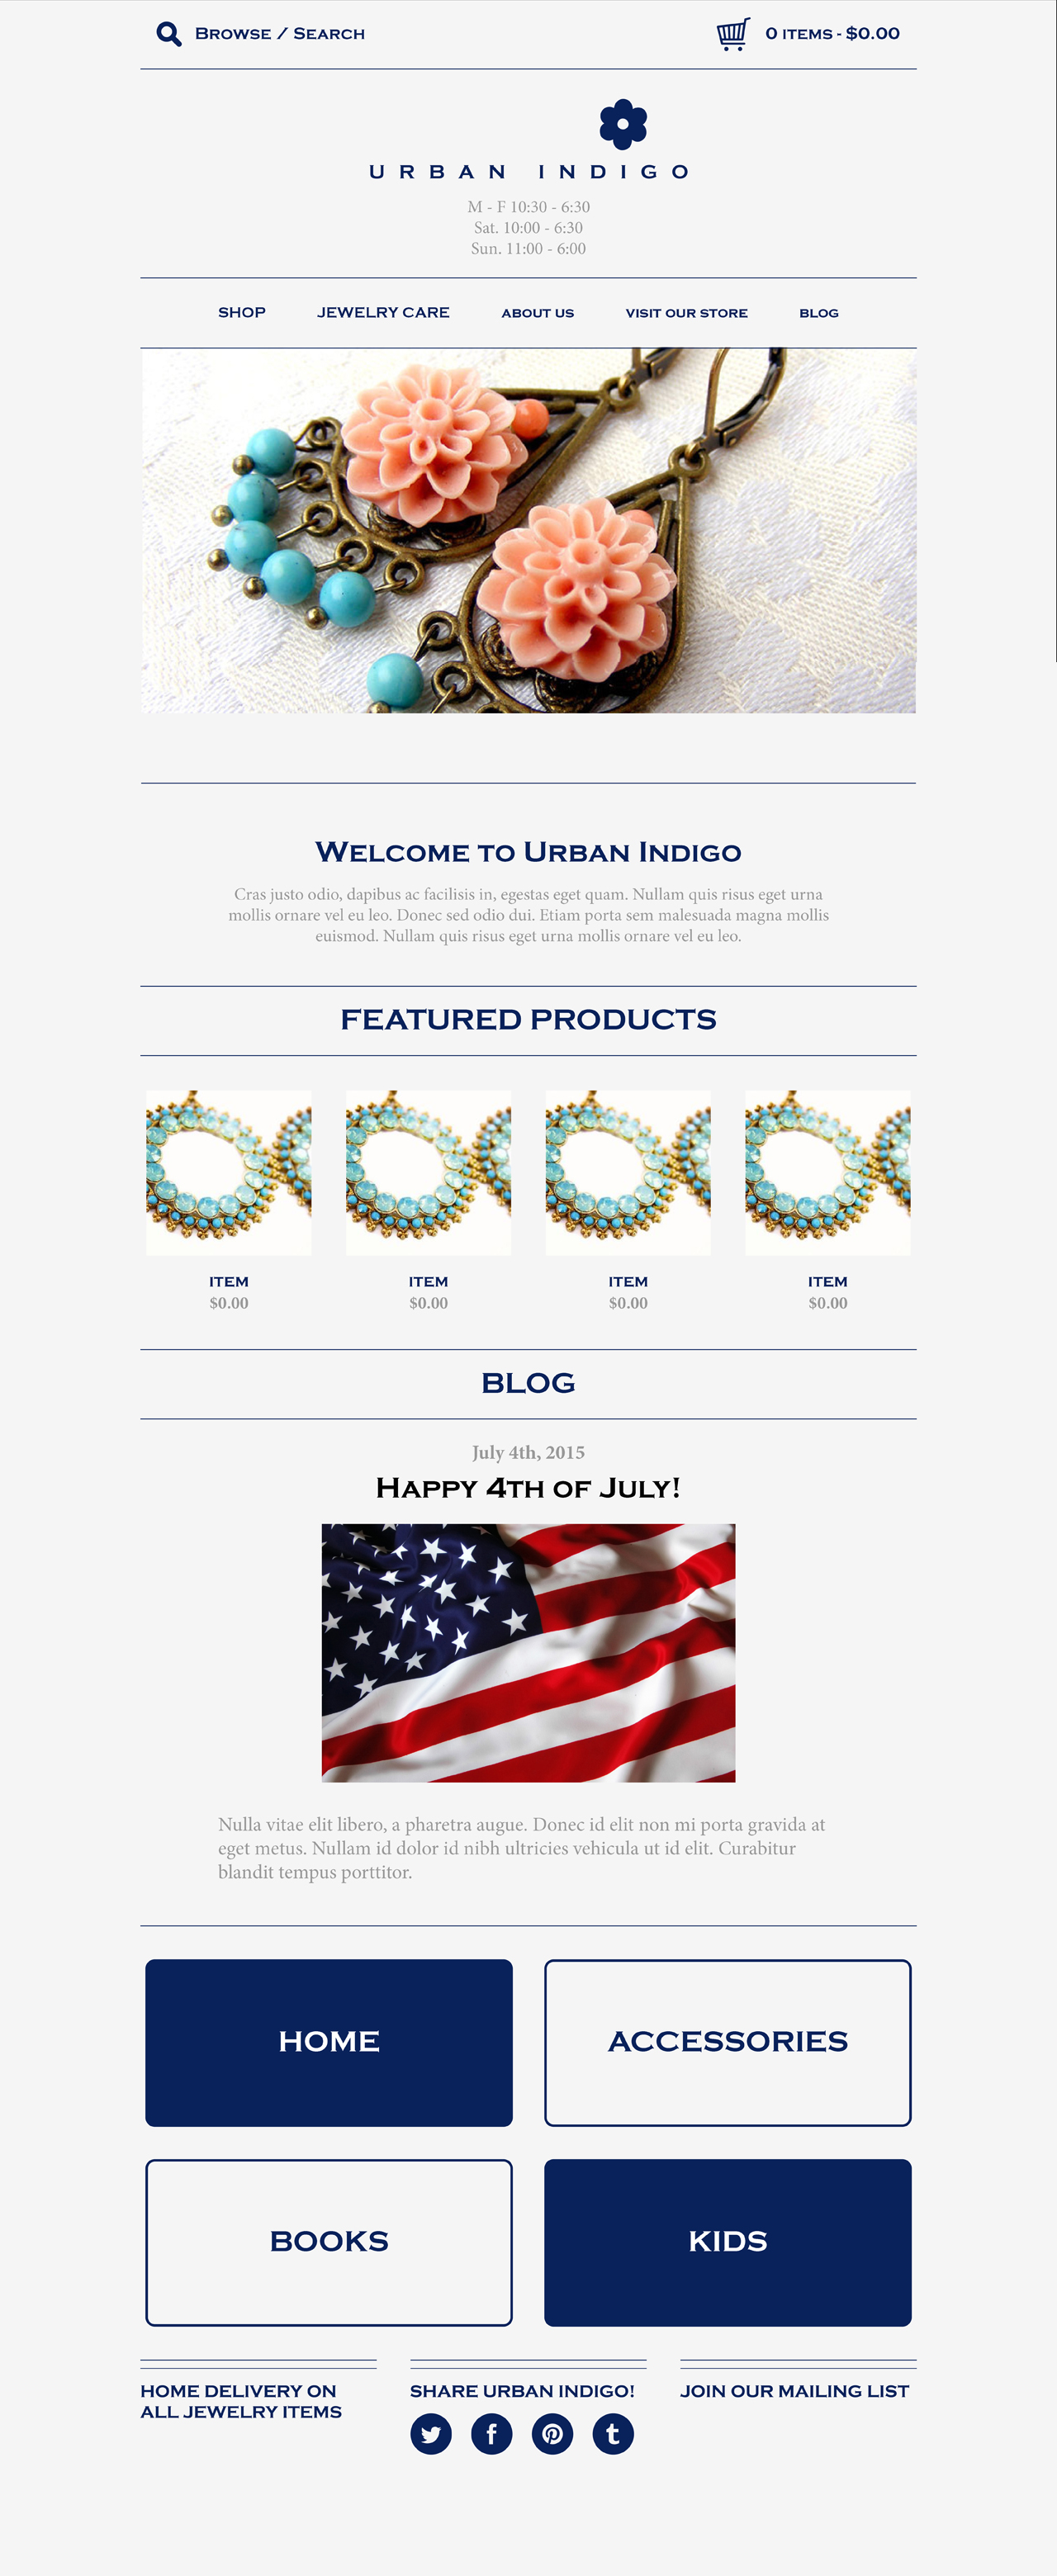 Browse / Search
0 items - $0.00
URBAN INDIGO
M - F 10:30 - 6:30
Sat. 10:00 - 6:30
Sun. 11:00 - 6:00
SHOP JEWELRY CARE ABOUT US VISIT OUR STORE BLOG
Welcome to Urban Indigo
Cras justo odio, dapibus ac facilisis in, egestas eget quam. Nullam quis risus eget urna
mollis ornare vel eu leo. Donec sed odio dui. Etiam porta sem malesuada magna mollis
euismod. Nullam quis risus eget urna mollis ornare vel eu leo.
FEATURED PRODUCTS
ITEM ITEM ITEM ITEM
$0.00 $0.00 $0.00 $0.00
BLOG
July 4th, 2015
Happy 4th of July!
Nulla vitae elit libero, a pharetra augue. Donec id elit non mi porta gravida at
eget metus. Nullam id dolor id nibh ultricies vehicula ut id elit. Curabitur
blandit tempus porttitor.
HOME
ACCESSORIES
BOOKS
KIDS
HOME DELIVERY ON
ALL JEWELRY ITEMS
SHARE URBAN INDIGO!
JOIN OUR MAILING LIST